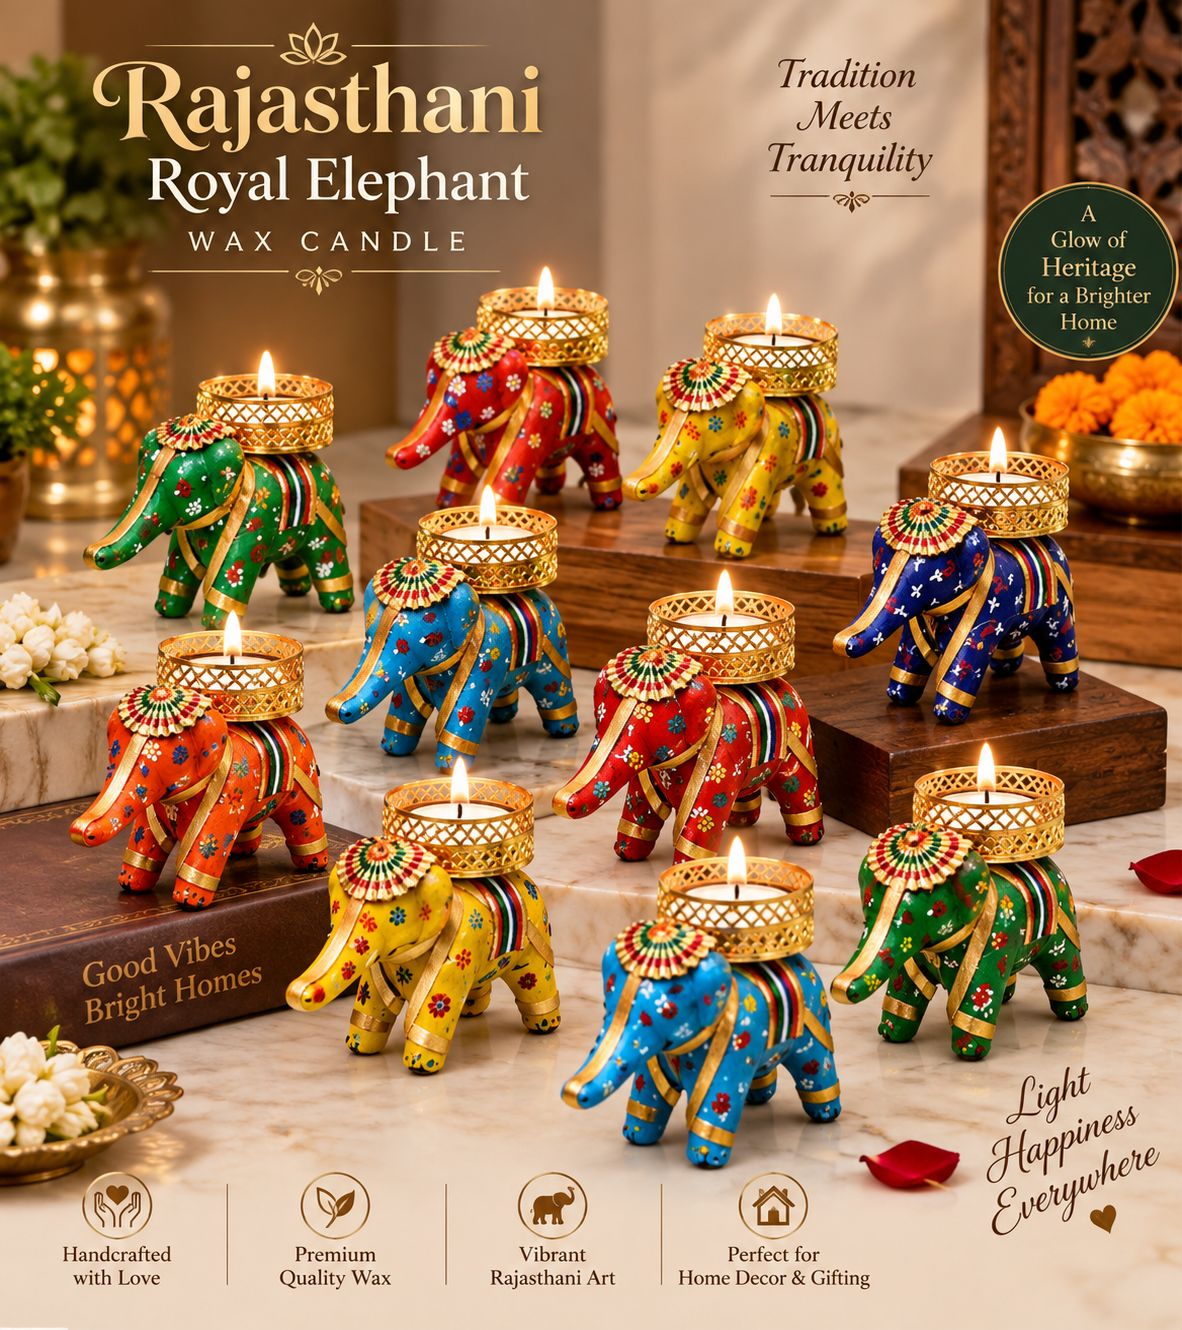 Rajasthani
Royal Elephant
WAX CANDLE
Tradition
Meets
Tranquility
A
Glow of
Heritage
for a Brighter
Home
Good Vibes
Bright Homes
Light
Happiness
Everywhere
Handcrafted
with Love
Premium
Quality Wax
Vibrant
Rajasthani Art
Perfect for
Home Decor & Gifting